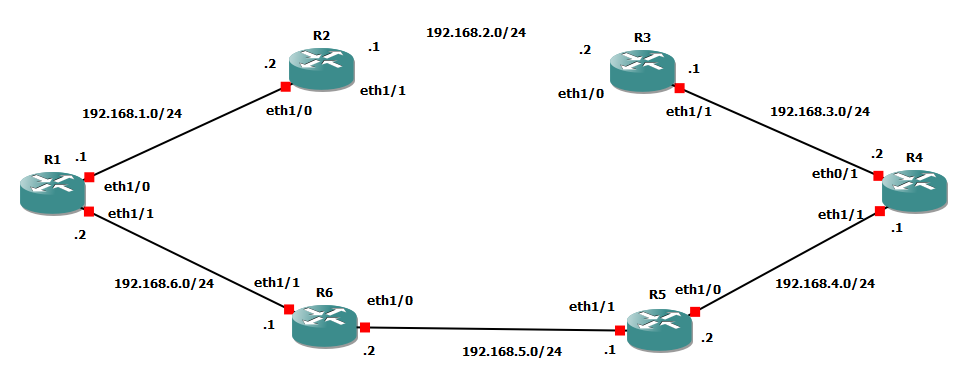 192.168.2.0/24
R2
.1
R3
.2
.2
.1
eth1/1
eth1/0
eth1/0
eth1/1
192.168.1.0/24
192.168.3.0/24
R1
.1
.2
R4
eth1/0
eth0/1
eth1/1
eth1/1
.2
.1
192.168.6.0/24
eth1/1
192.168.4.0/24
R6
eth1/0
R5
eth1/0
eth1/1
.1
.2
192.168.5.0/24
.1
.2